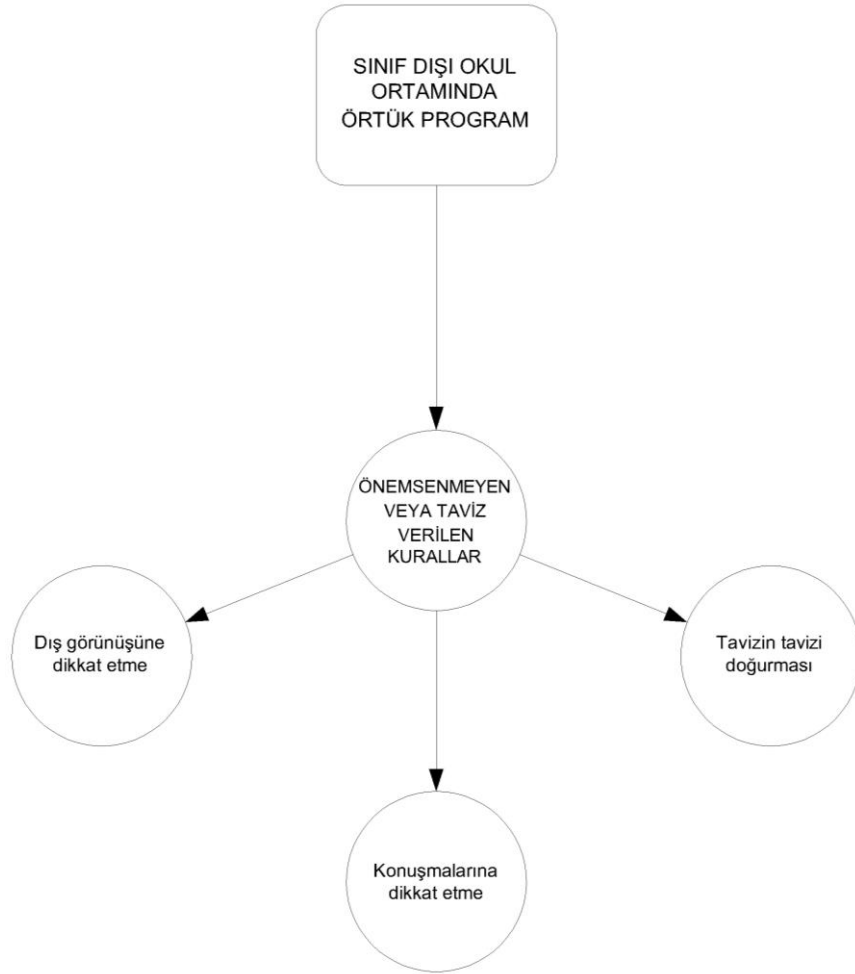 SINIF DIŞI OKUL
ORTAMINDA
ÖRTÜK PROGRAM
ÖNEMSENMEYEN
VEYA TAVİZ
VERİLEN
KURALLAR
Dış görünüşüne
dikkat etme
Tavizin tavizi
doğurması
Konuşmalarına
dikkat etme